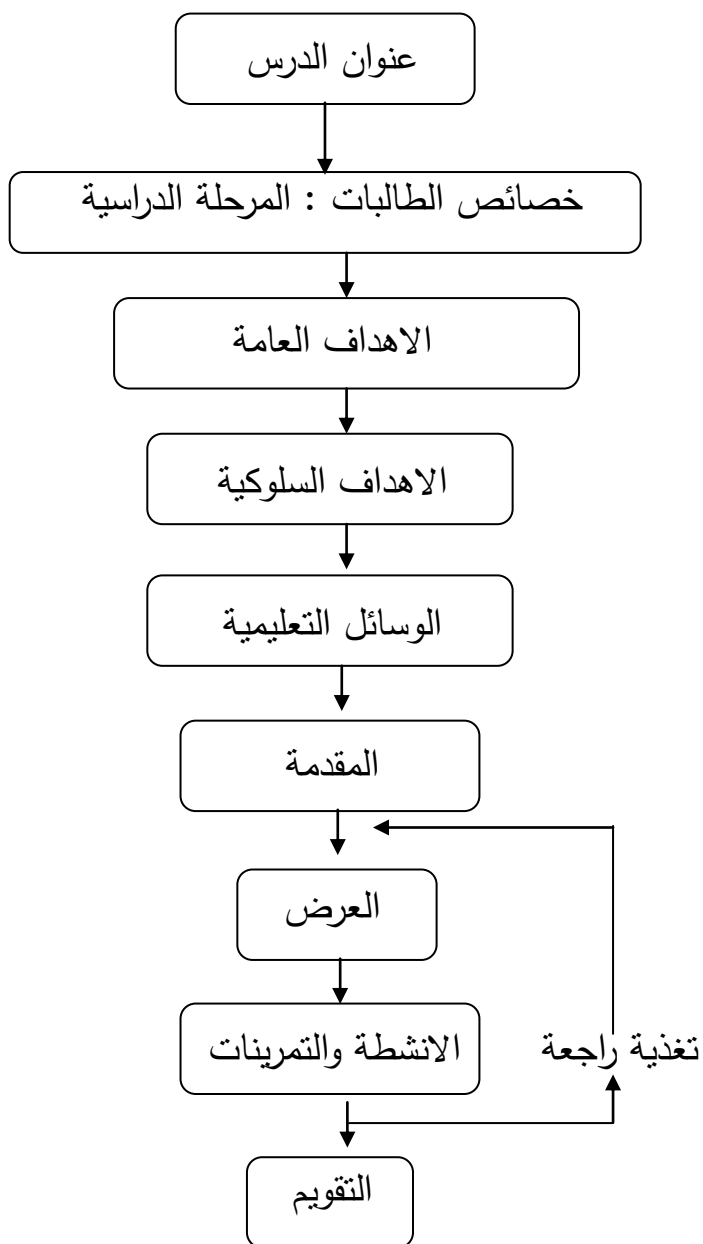 عنوان الدرس
خصائص الطالبات : المرحلة الدراسية
الاهداف العامة
الاهداف السلوكية
الوسائل التعليمية
المقدمة
العرض
الانشطة والتمرينات
تغذية راجعة
التقويم